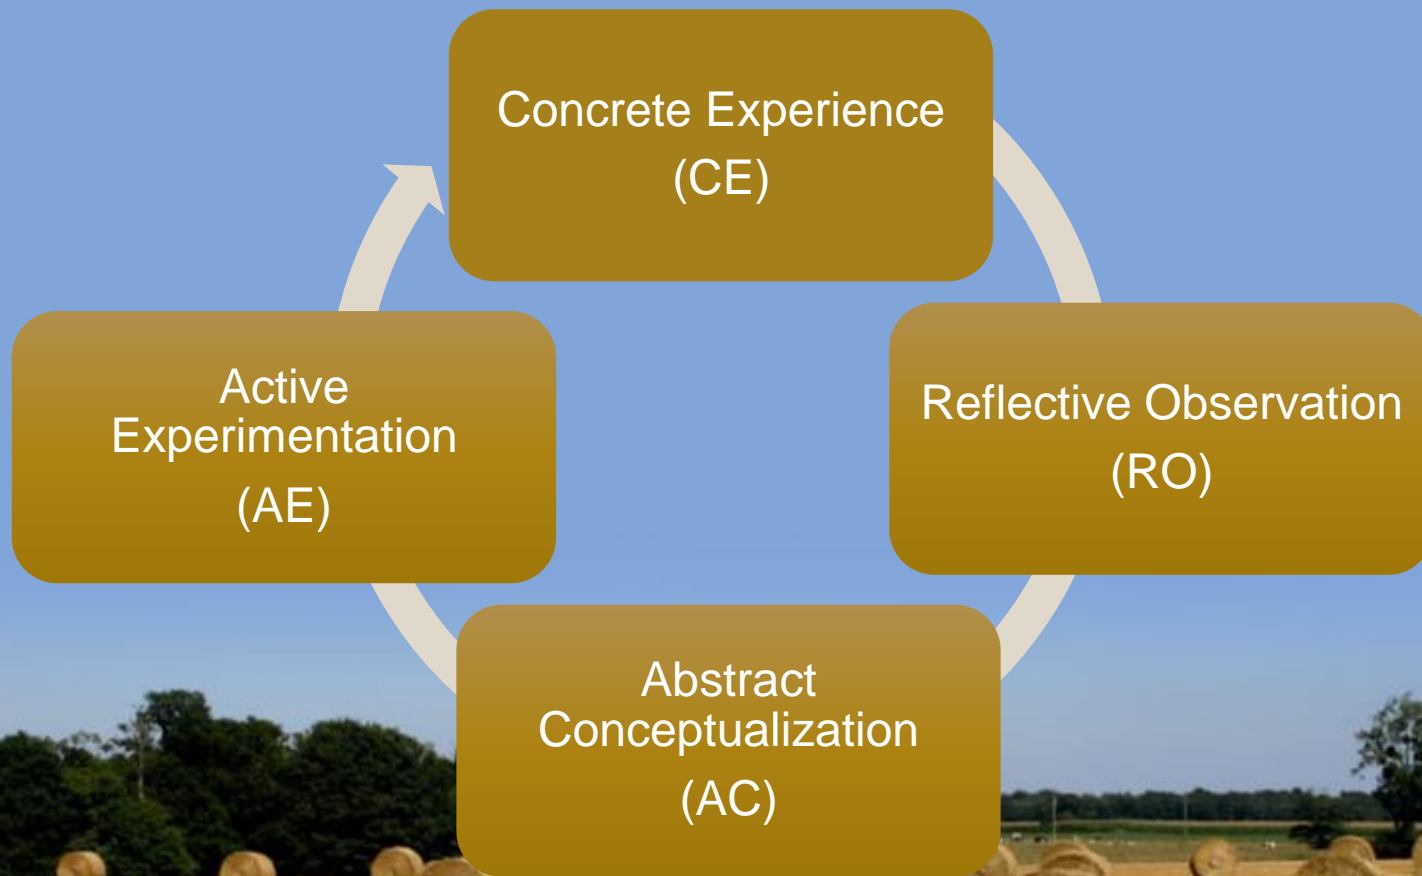 Concrete Experience
(CE)
Reflective Observation
(RO)
Abstract
Conceptualization
(AC)
Active
Experimentation
(AE)